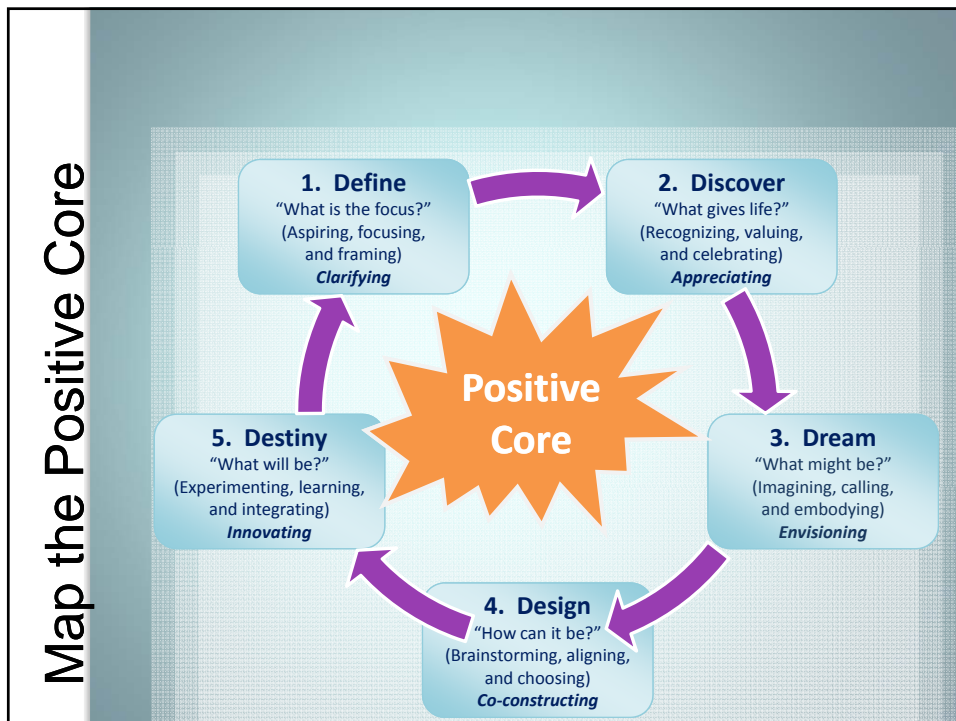 Map the Positive Core
1. Define
“What is the focus?”
(Aspiring, focusing,
and framing)
Clarifying
2. Discover
“What gives life?”
(Recognizing, valuing,
and celebrating)
Appreciating
Positive
Core
3. Dream
“What might be?”
(Imagining, calling,
and embodying)
Envisioning
4. Design
“How can it be?”
(Brainstorming, aligning,
and choosing)
Co-constructing
5. Destiny
“What will be?”
(Experimenting, learning,
and integrating)
Innovating